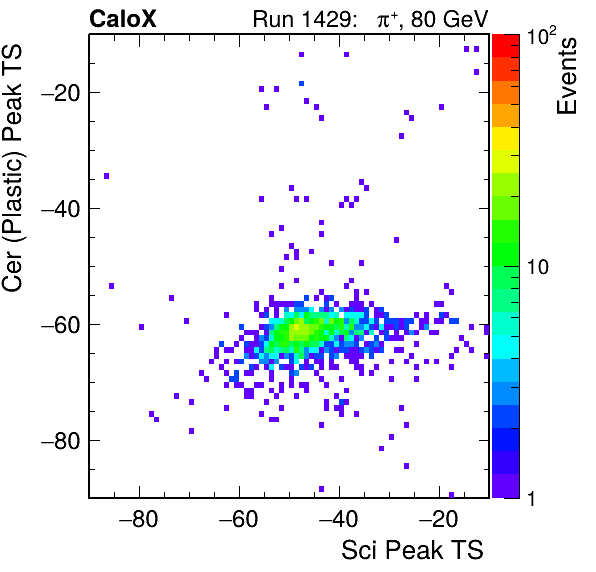 CaloX Run 1429: π⁺, 80 GeV
Cer (Plastic) Peak TS
−20
−40
−60
−80
−80 −60 −40 −20
Sci Peak TS
10²
10
1
Events